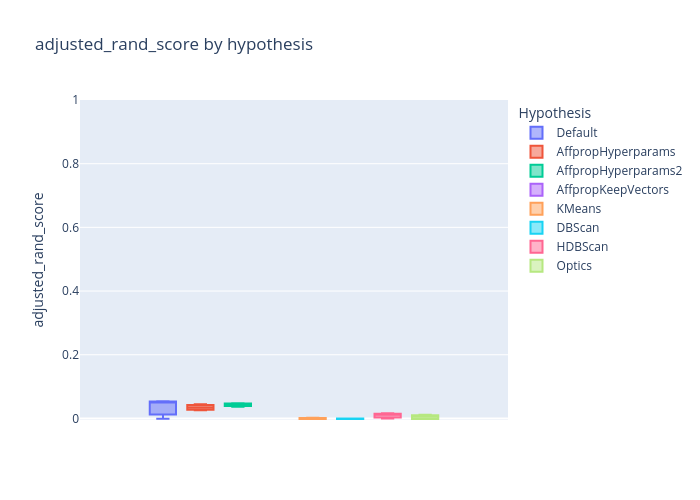 adjusted_rand_score by hypothesis
adjusted_rand_score
1
0.8
0.6
0.4
0.2
0
Hypothesis
Default
AffpropHyperparams
AffpropHyperparams2
AffpropKeepVectors
KMeans
DBScan
HDBScan
Optics